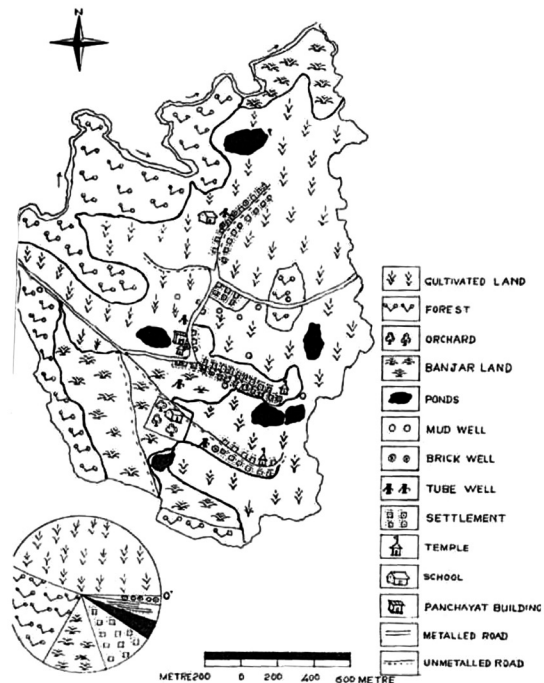 N
CULTIVATED LAND
FOREST
ORCHARD
BANJAR LAND
PONDS
MUD WELL
BRICK WELL
TUBE WELL
SETTLEMENT
TEMPLE
SCHOOL
PANCHAYAT BUILDING
METALLED ROAD
UNMETALLED ROAD
0°
METRE200 0 200 400 600 METRE